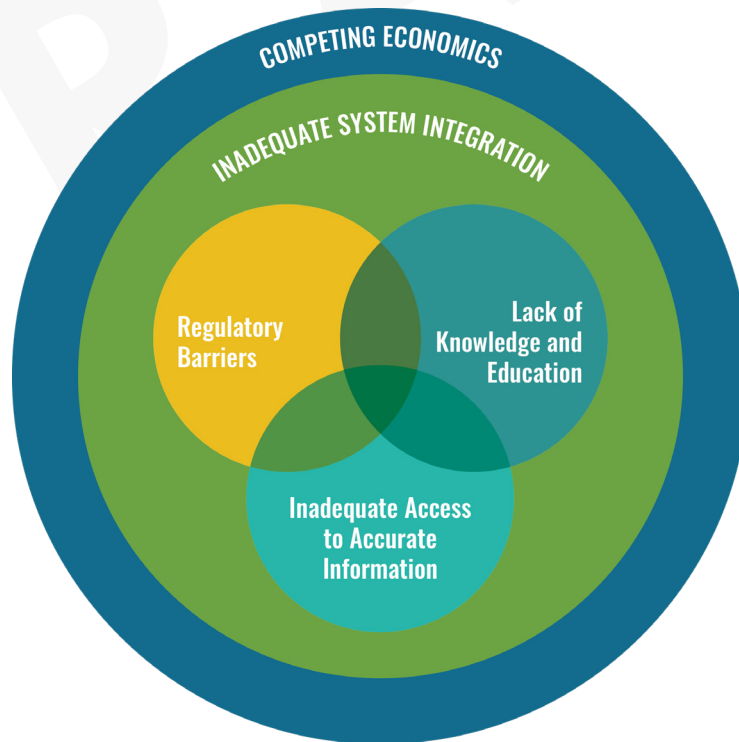 COMPETING ECONOMICS
INADEQUATE SYSTEM INTEGRATION
Regulatory
Barriers
Lack of
Knowledge and
Education
Inadequate Access
to Accurate
Information